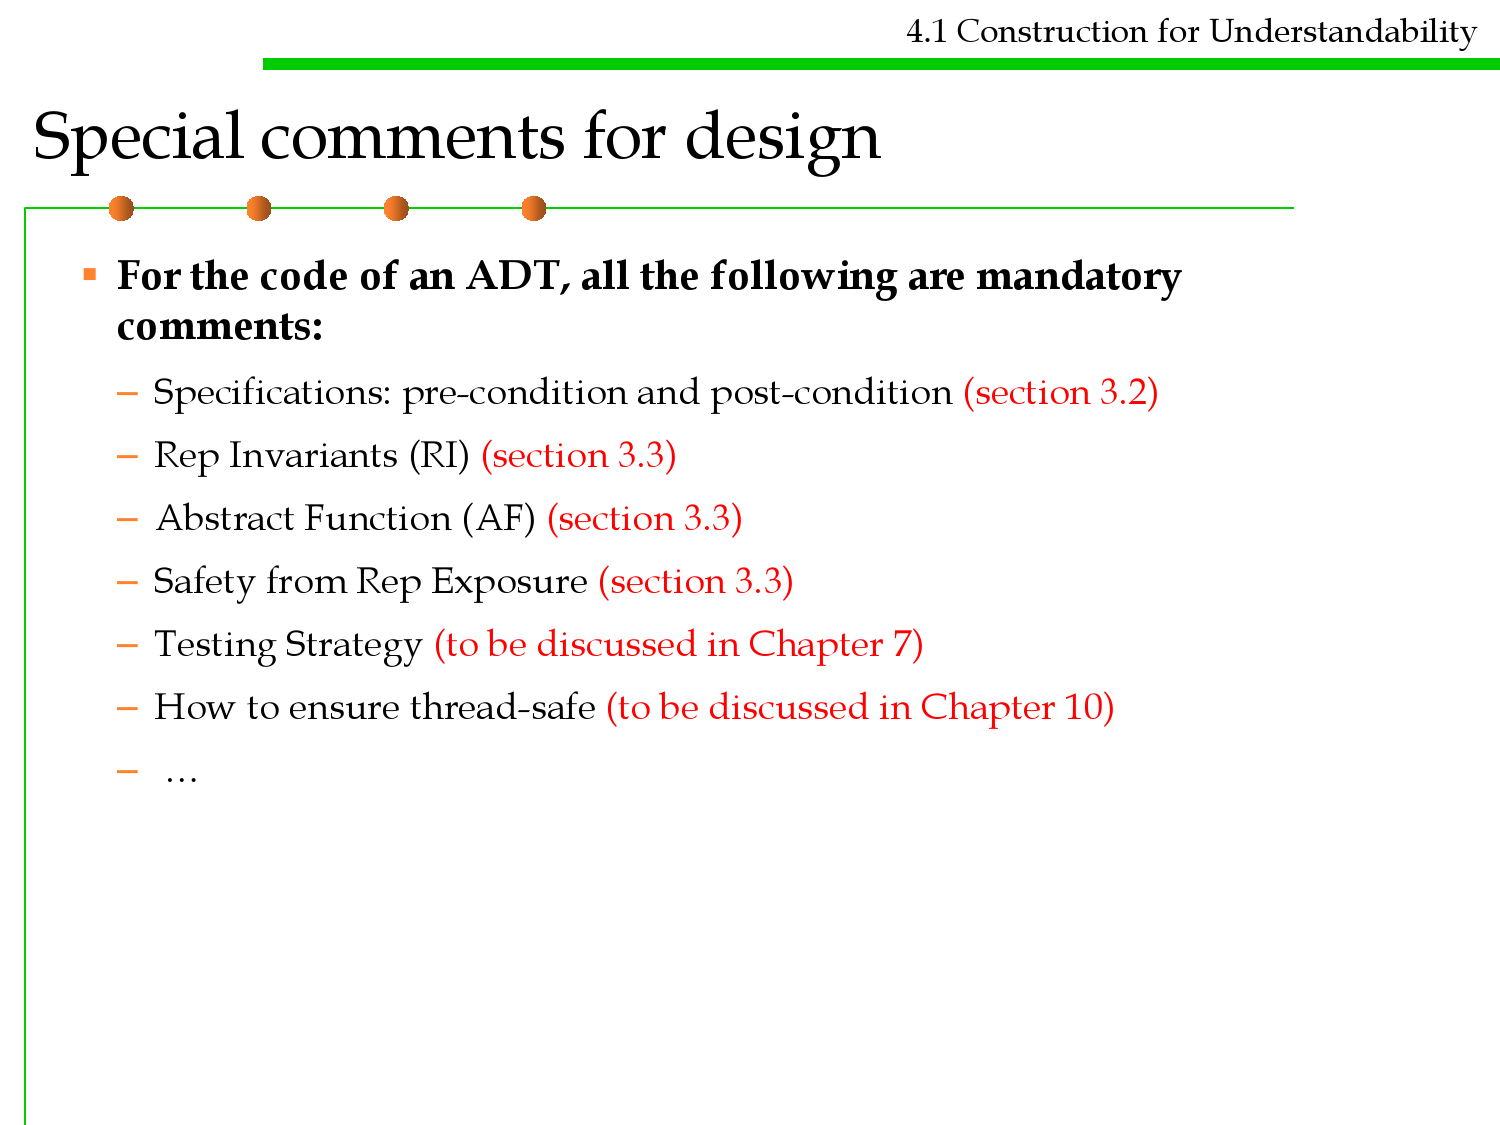 4.1 Construction for Understandability
Special comments for design
▪ For the code of an ADT, all the following are mandatory
comments:
– Specifications: pre-condition and post-condition (section 3.2)
– Rep Invariants (RI) (section 3.3)
– Abstract Function (AF) (section 3.3)
– Safety from Rep Exposure (section 3.3)
– Testing Strategy (to be discussed in Chapter 7)
– How to ensure thread-safe (to be discussed in Chapter 10)
– …